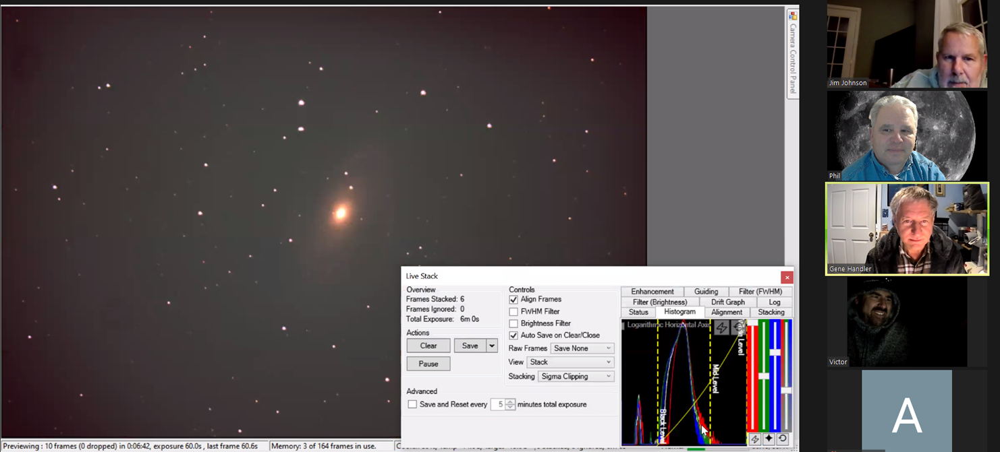 Camera Control Panel
Jim Johnson
Phil
Gene Handler
Victor
A
Live Stack
Overview
Frames Stacked: 6
Frames Ignored: 0
Total Exposure: 6m 0s
Actions
Clear
Save
Pause
Controls
Align Frames
FWHM Filter
Brightness Filter
Auto Save on Clear/Close
Raw Frames Save None
View Stack
Stacking Sigma Clipping
Advanced
Save and Reset every 5 minutes total exposure
Enhancement Guiding Filter (FWHM)
Filter (Brightness) Drift Graph Log
Status Histogram Alignment Stacking
Logarithmic Horizontal Axis
Black Level
Mid Level
Level
Previewing : 10 frames (0 dropped) in 0:06:42, exposure 60.0s , last frame 60.6s
Memory: 3 of 164 frames in use.